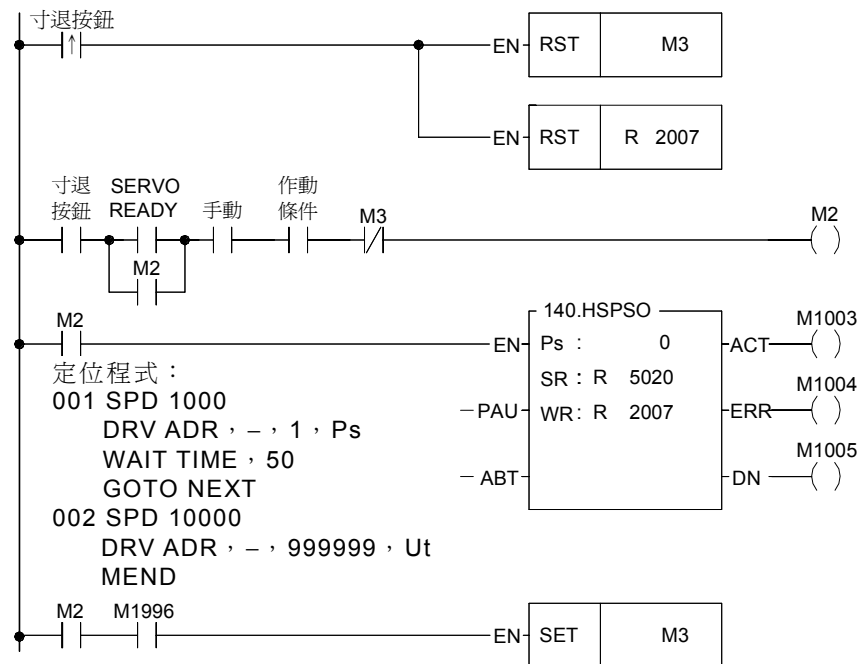 寸退按鈕
EN RST M3
EN RST R 2007
寸退 SERVO 作動
按鈕 READY 手動 條件 M3 M2
M2
M2 140.HSPSO M1003
EN Ps : 0 ACT
定位程式：
001 SPD 1000 SR : R 5020 M1004
DRV ADR，–，1，Ps PAU WR : R 2007 ERR
WAIT TIME，50 M1005
GOTO NEXT ABT DN
002 SPD 10000
DRV ADR，–，999999，Ut
MEND
M2 M1996
EN SET M3